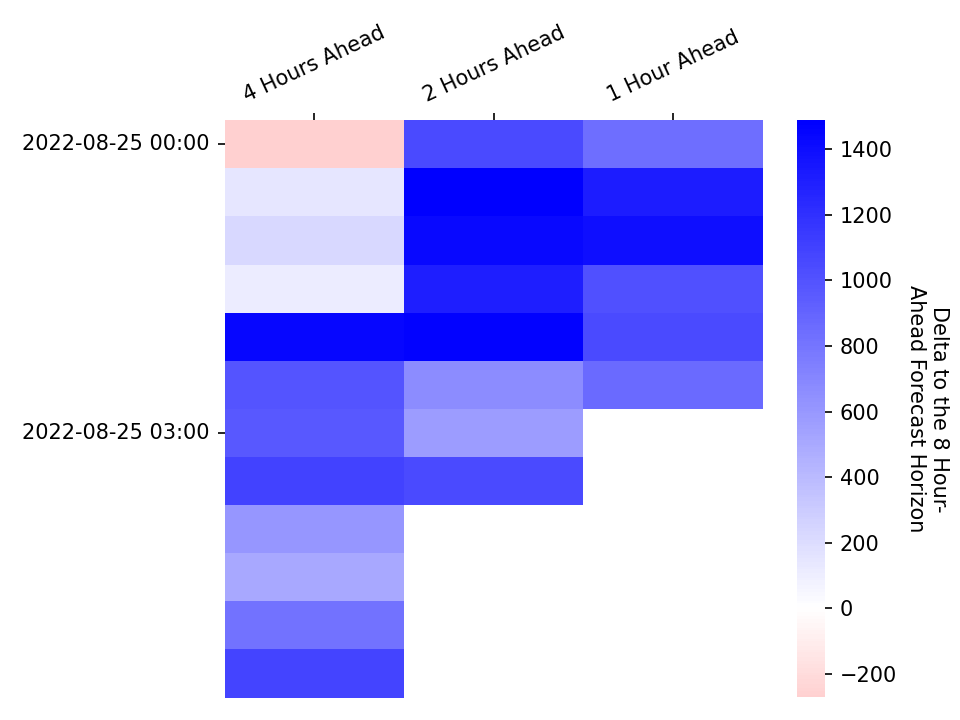 4 Hours Ahead
2 Hours Ahead
1 Hour Ahead
2022-08-25 00:00
2022-08-25 03:00
1400
1200
1000
800
600
400
200
0
−200
Delta to the 8 Hour-
Ahead Forecast Horizon